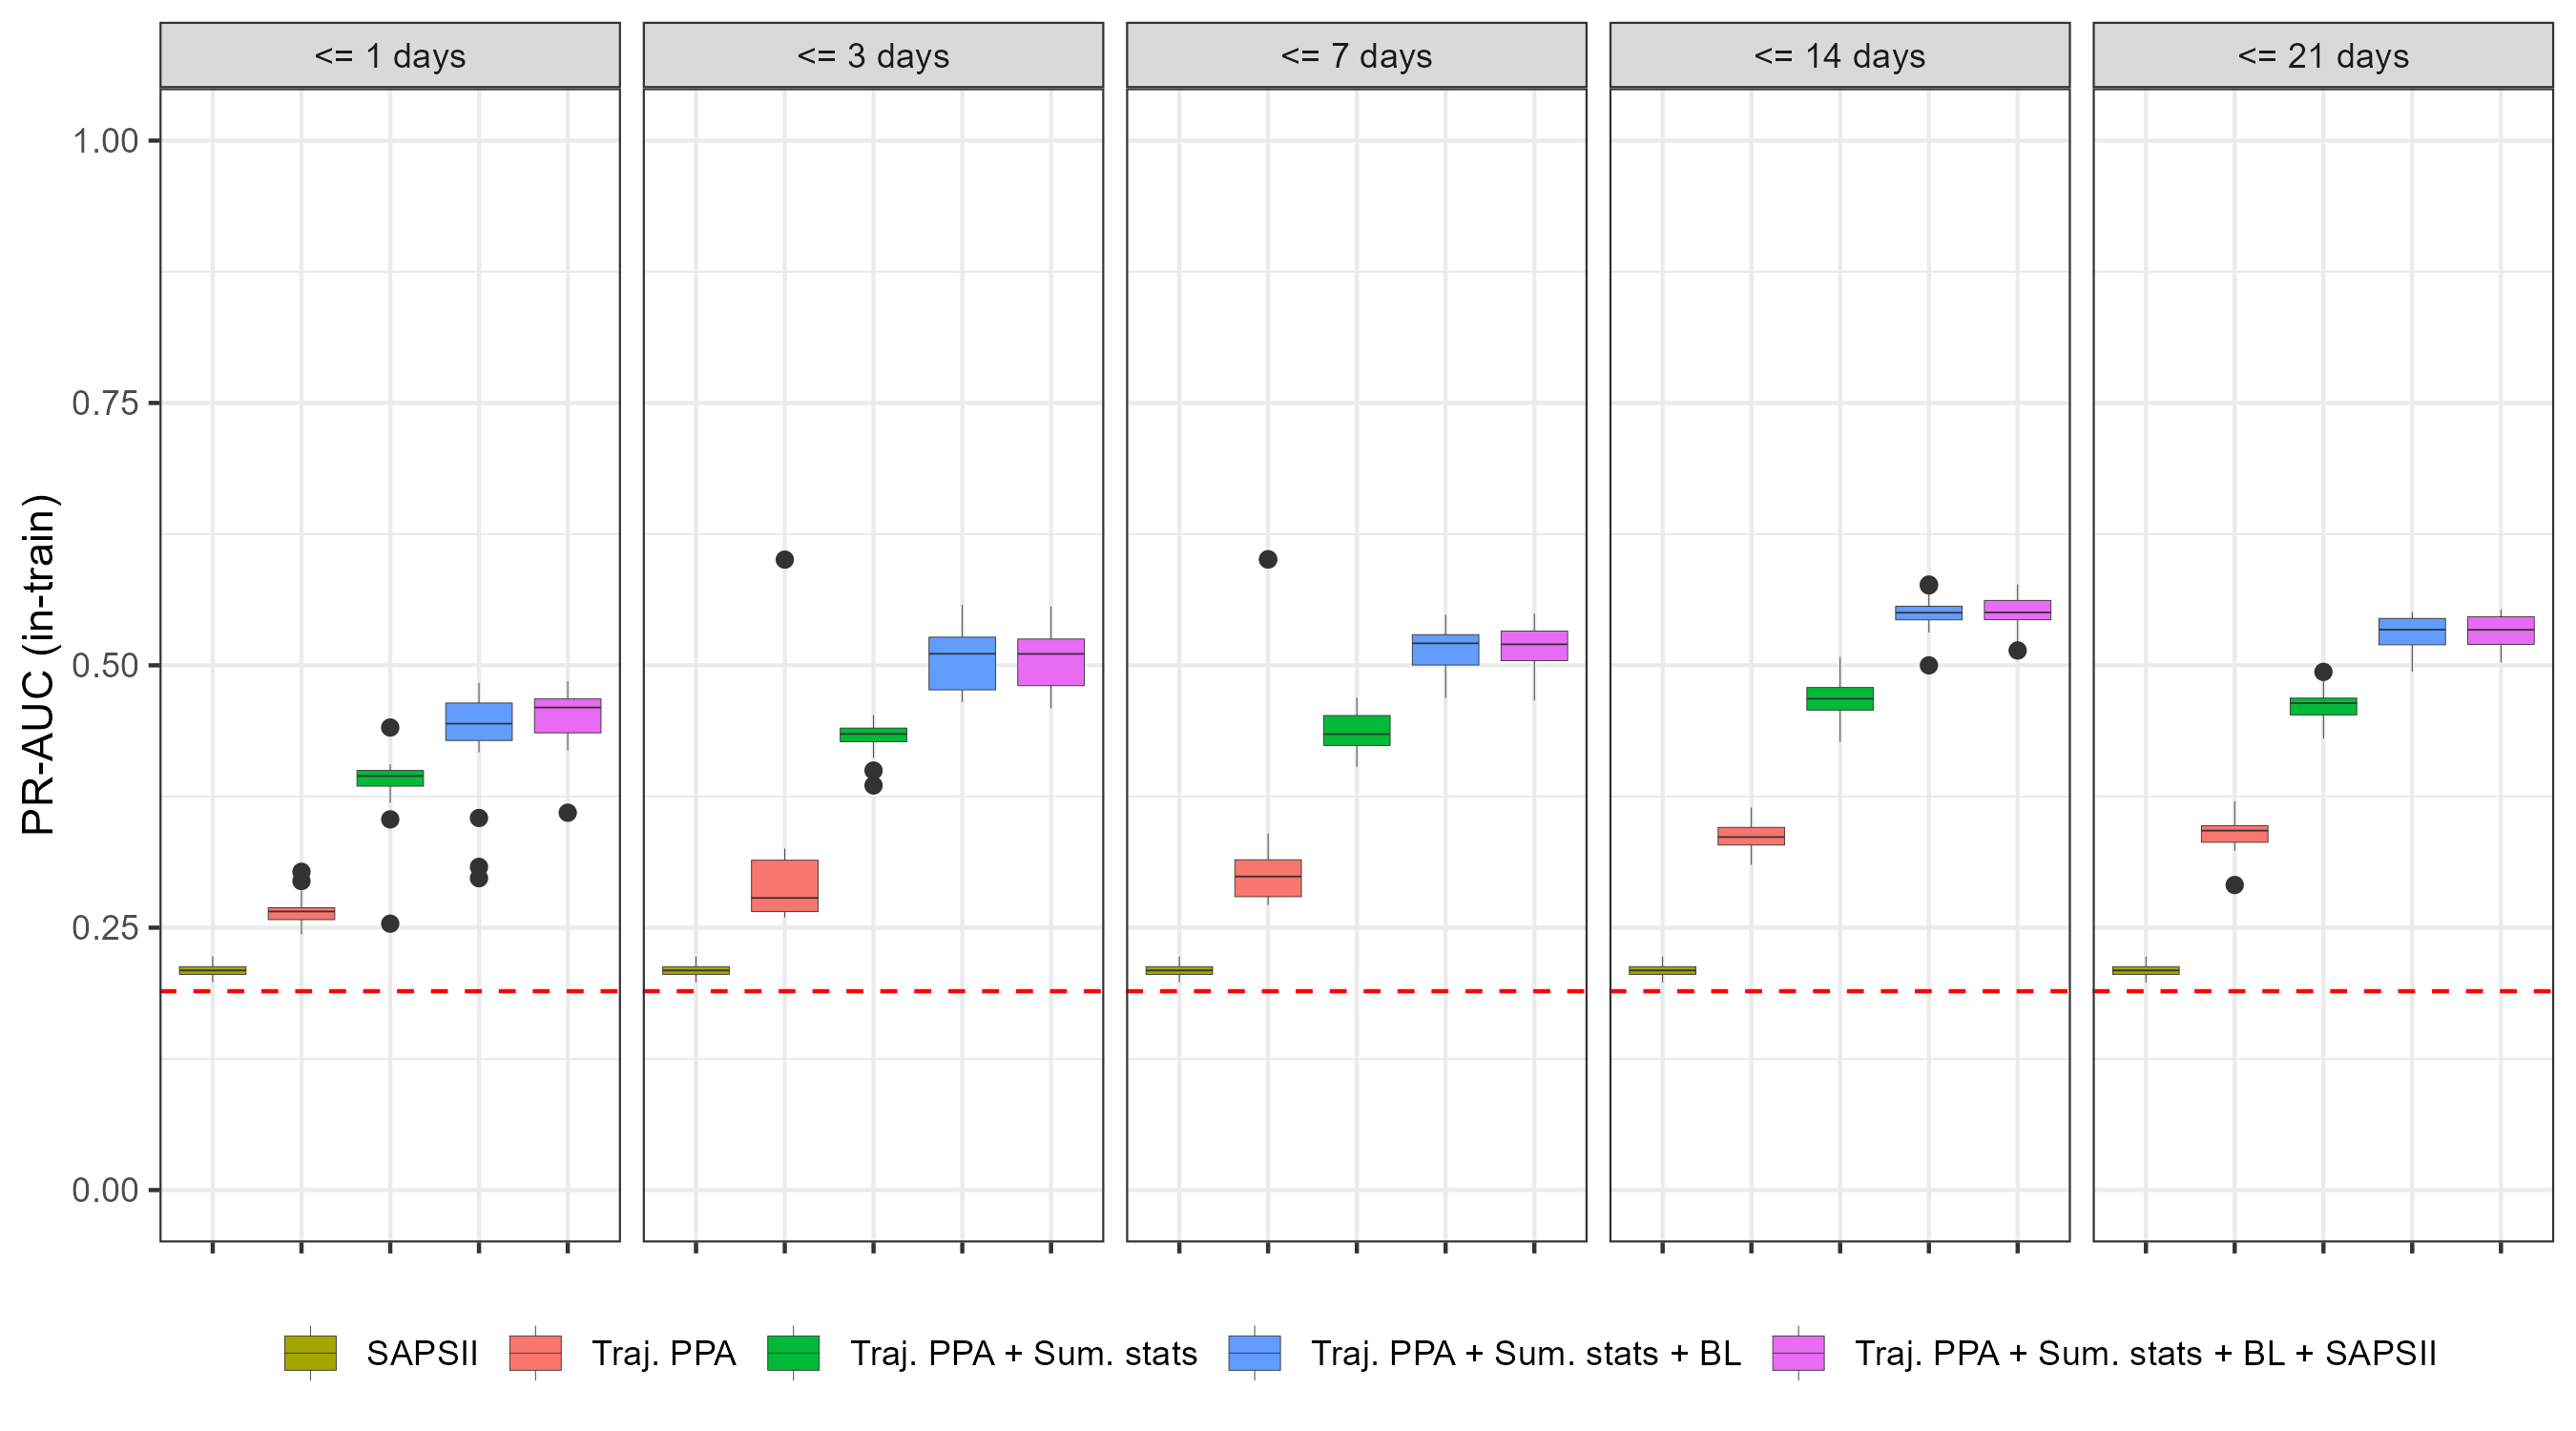 <= 1 days
<= 3 days
<= 7 days
<= 14 days
<= 21 days
PR-AUC (in-train)
1.00
0.75
0.50
0.25
0.00
SAPSII
Traj. PPA
Traj. PPA + Sum. stats
Traj. PPA + Sum. stats + BL
Traj. PPA + Sum. stats + BL + SAPSII